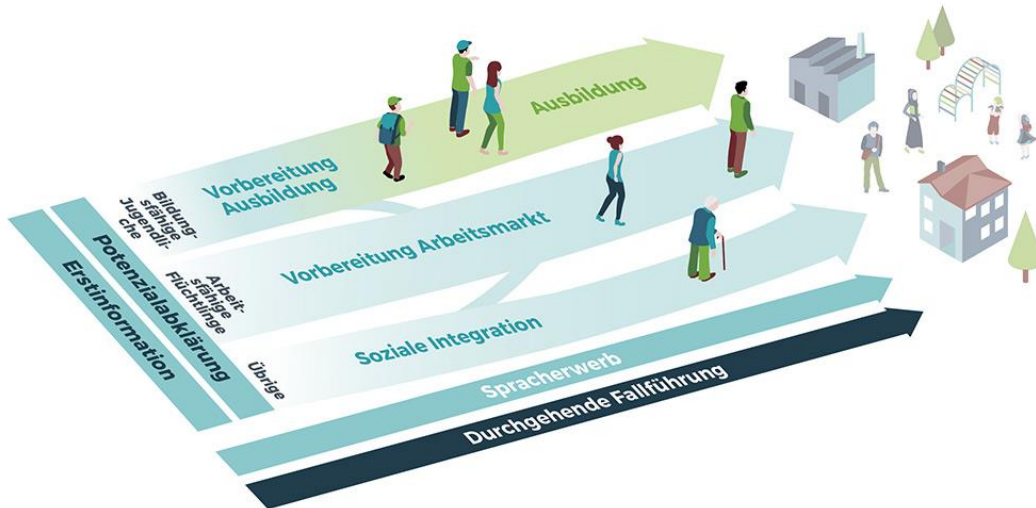 Erstinformation
Potenzialabklärung
Bildung-
sfähige
Jugendli-
che
Vorbereitung
Ausbildung
Ausbildung
Arbeit-
sfähige
Flüchtlinge
Vorbereitung Arbeitsmarkt
Übrige
Soziale Integration
Spracherwerb
Durchgehende Fallführung